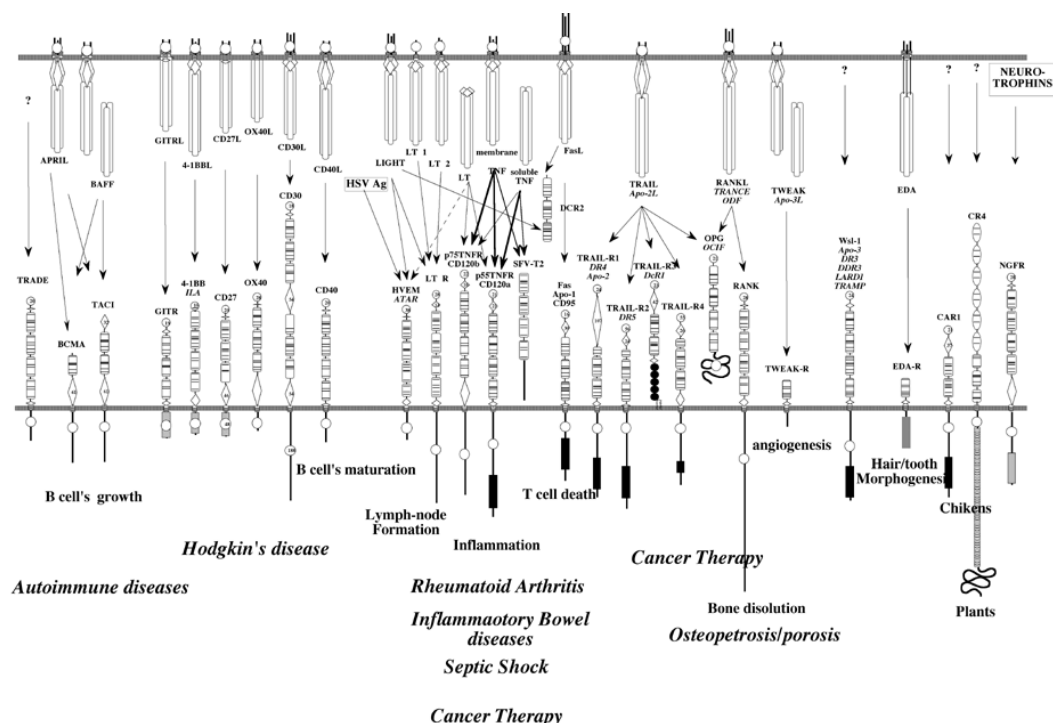 ?
?
?
?
NEURO-
TROPHINS
APRIL
BAFF
GITRL
4-1BBL
CD27L
OX40L
CD30L
CD40L
LIGHT
LT 1
LT 2
LT
membrane
TNF
soluble
TNF
FasL
HSV Ag
DCR2
TRAIL
Apo-2L
RANKL
TRANCE
ODF
TWEAK
Apo-3L
EDA
TRADE
BCMA
TACI
GITR
4-1BB
ILA
CD27
OX40
CD30
CD40
HVEM
ATAR
LT R
p75TNFR
CD120b
p55TNFR
CD120a
SFV-T2
Fas
Apo-1
CD95
TRAIL-R1
DR4
Apo-2
TRAIL-R2
DR5
TRAIL-R3
DcR1
TRAIL-R4
OPG
OCIF
RANK
TWEAK-R
Wsl-1
Apo-3
DR3
DDR3
LARD1
TRAMP
EDA-R
CAR1
CR4
NGFR
B cell's growth
B cell's maturation
Lymph-node
Formation
Inflammation
T cell death
angiogenesis
Hair/tooth
Morphogenesis
Chikens
Plants
Bone disolution
Hodgkin's disease
Autoimmune diseases
Rheumatoid Arthritis
Inflammaotory Bowel
diseases
Septic Shock
Cancer Therapy
Cancer Therapy
Osteopetrosis/porosis